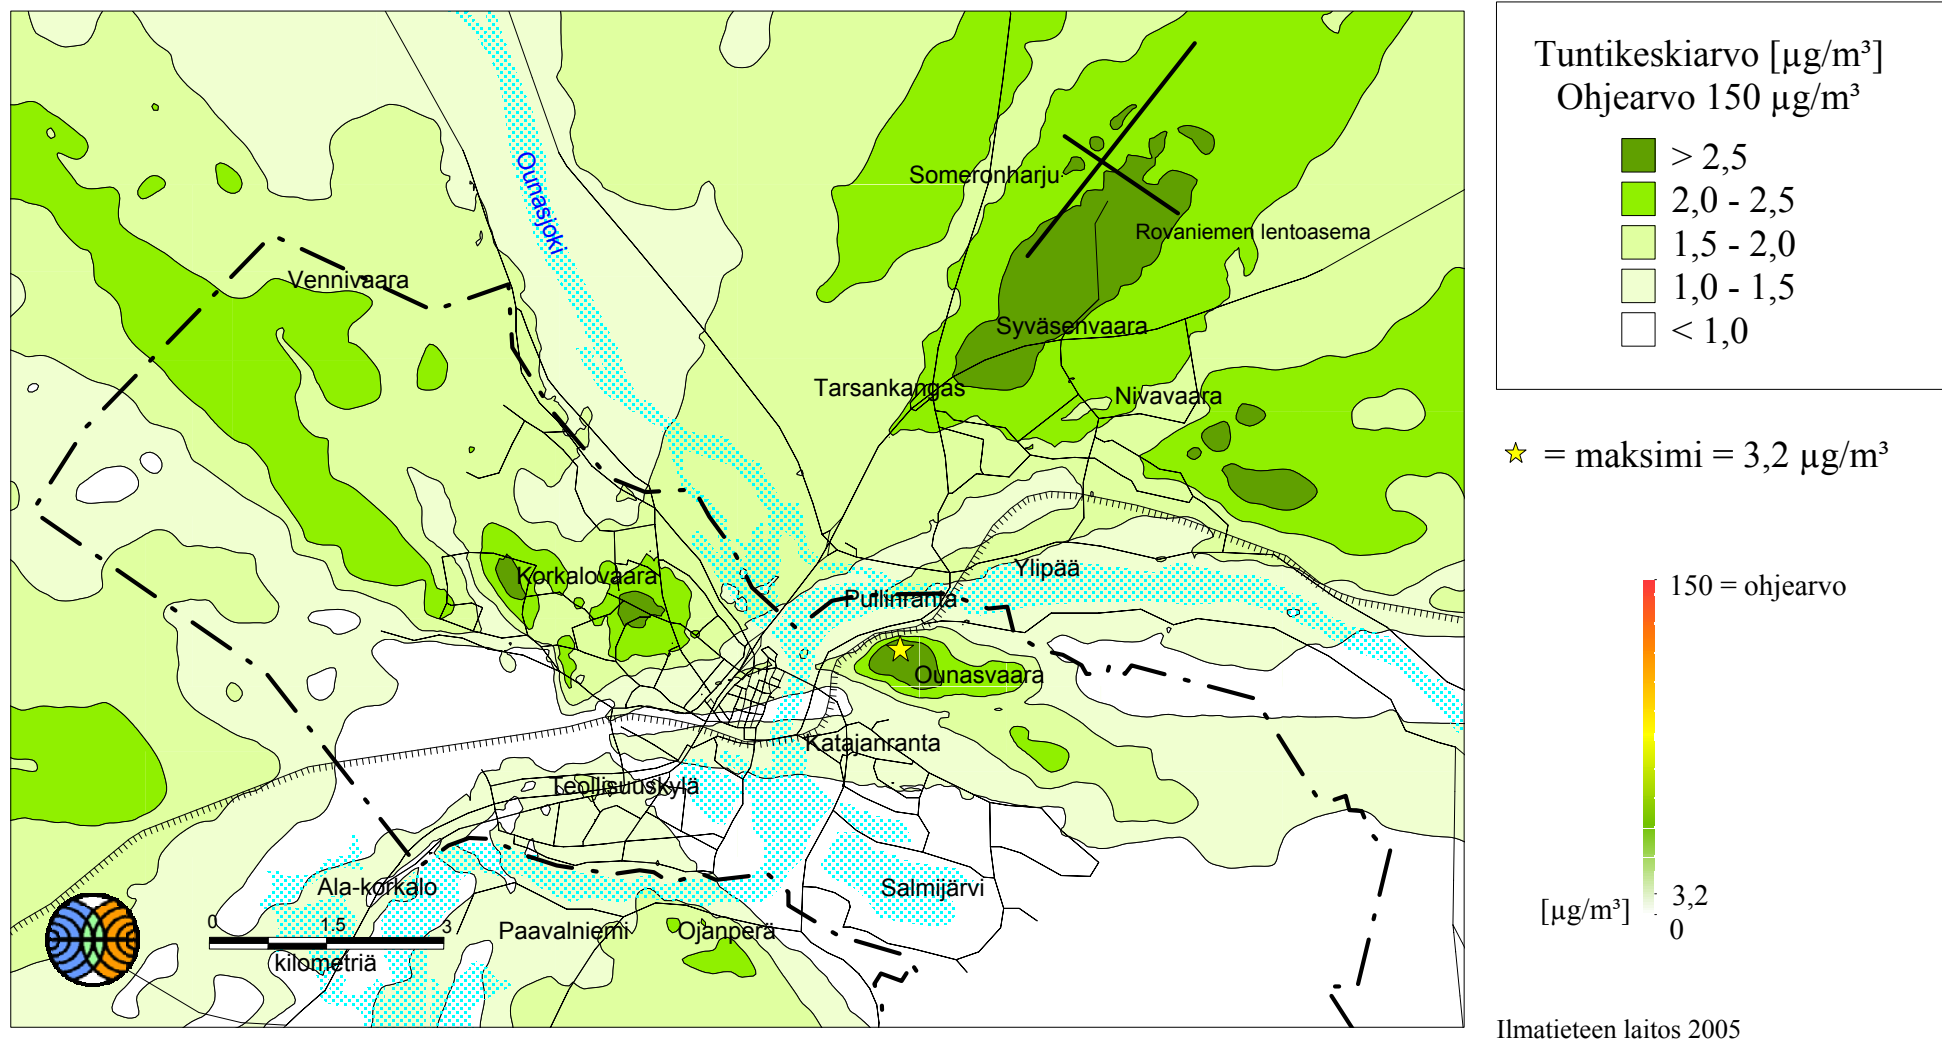 Tuntikeskiarvo [µg/m³]
Ohjearvo 150 µg/m³
> 2,5
2,0 - 2,5
1,5 - 2,0
1,0 - 1,5
< 1,0
= maksimi = 3,2 µg/m³
150 = ohjearvo
[µg/m³]
3,2
0
Ilmatieteen laitos 2005
Ounasjoki
Someronharju
Rovaniemen lentoasema
Vennivaara
Syväsenvaara
Tarsankangas
Nivavaara
Korkalovaara
Ylipää
Pullinranta
Ounasvaara
Katajanranta
Teollisuuskylä
Ala-korkalo
Salmijärvi
Paavalniemi
Ojanperä
0
1.5
3
kilometriä